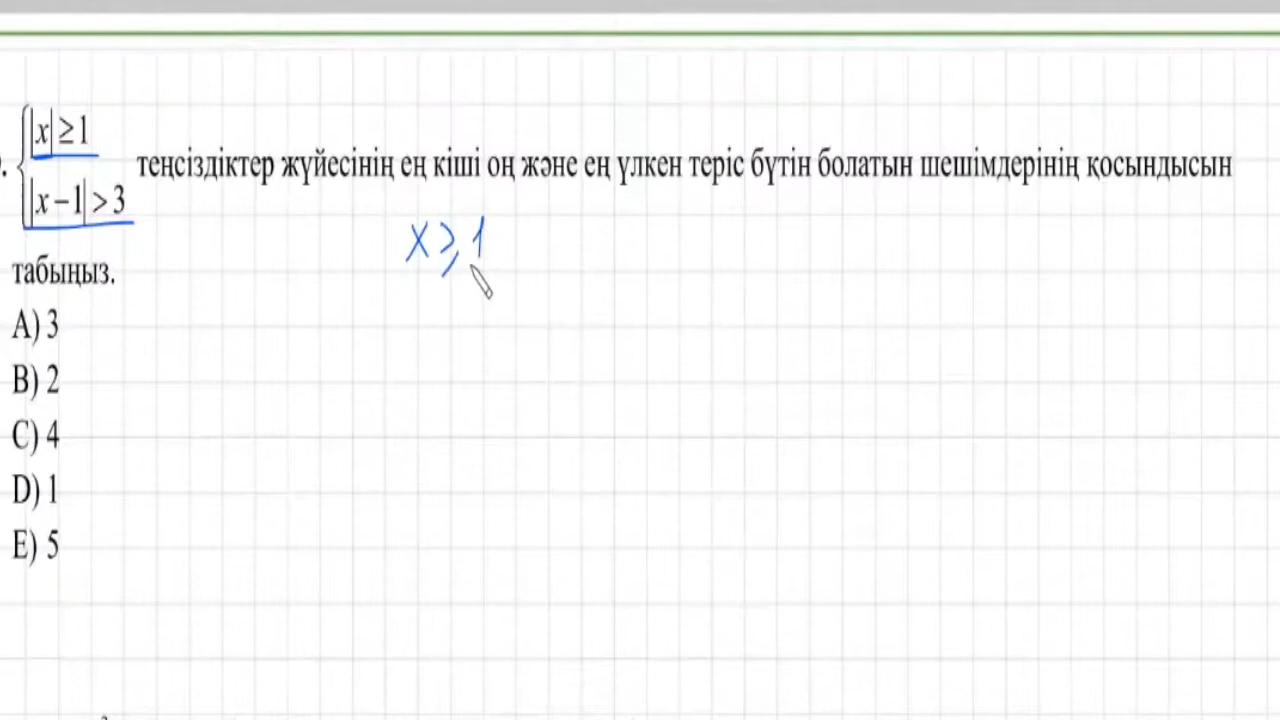 |x| ≥ 1
|x – 1| > 3
теңсіздіктер жүйесінің ең кіші оң және ең үлкен теріс бүтін болатын шешімдерінің қосындысын
x ≥ 1
табыңыз.
A) 3
B) 2
C) 4
D) 1
E) 5